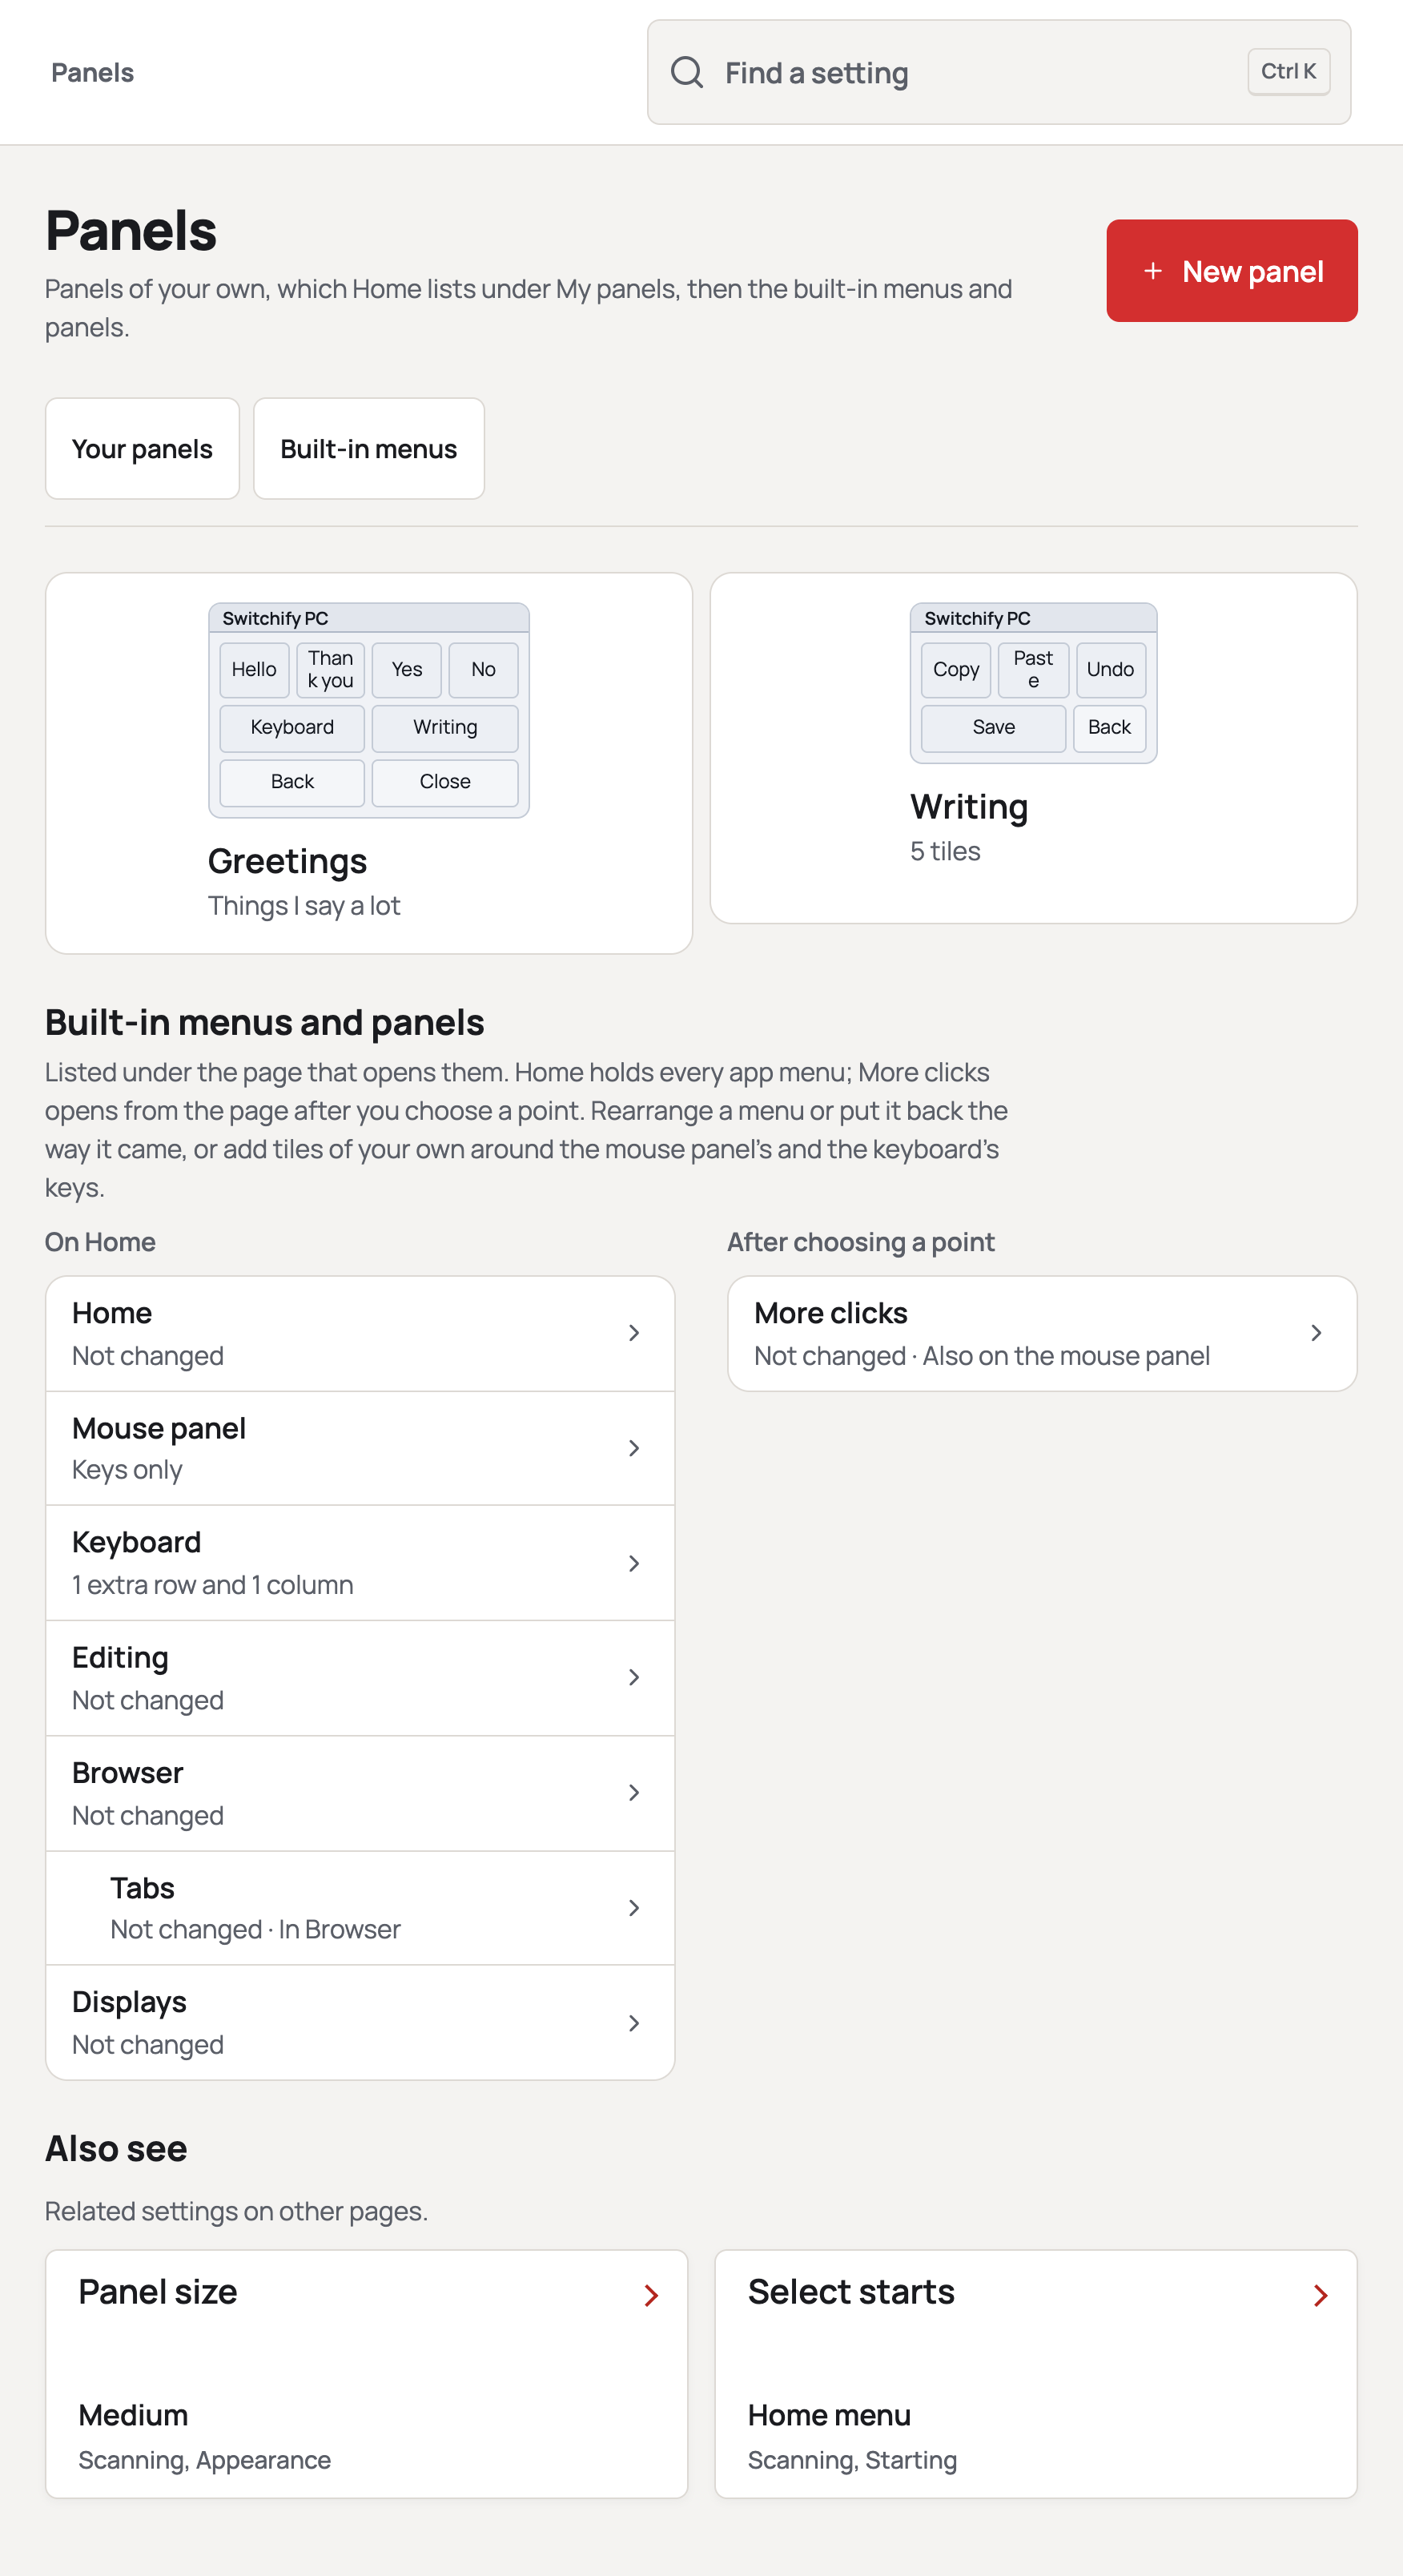 Panels
Find a setting
Ctrl K
Panels
Panels of your own, which Home lists under My panels, then the built-in menus and
panels.
+ New panel
Your panels
Built-in menus
Switchify PC
Hello
Than
k you
Yes
No
Keyboard
Writing
Back
Close
Greetings
Things I say a lot
Switchify PC
Copy
Past
e
Undo
Save
Back
Writing
5 tiles
Built-in menus and panels
Listed under the page that opens them. Home holds every app menu; More clicks
opens from the page after you choose a point. Rearrange a menu or put it back the
way it came, or add tiles of your own around the mouse panel's and the keyboard's
keys.
On Home
Home
Not changed
Mouse panel
Keys only
Keyboard
1 extra row and 1 column
Editing
Not changed
Browser
Not changed
Tabs
Not changed · In Browser
Displays
Not changed
After choosing a point
More clicks
Not changed · Also on the mouse panel
Also see
Related settings on other pages.
Panel size
Medium
Scanning, Appearance
Select starts
Home menu
Scanning, Starting